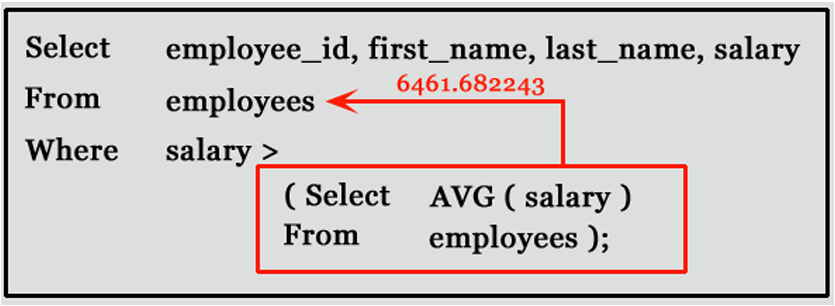 Select employee_id, first_name, last_name, salary
6461.682243
From employees
Where salary >
( Select AVG ( salary )
From employees );